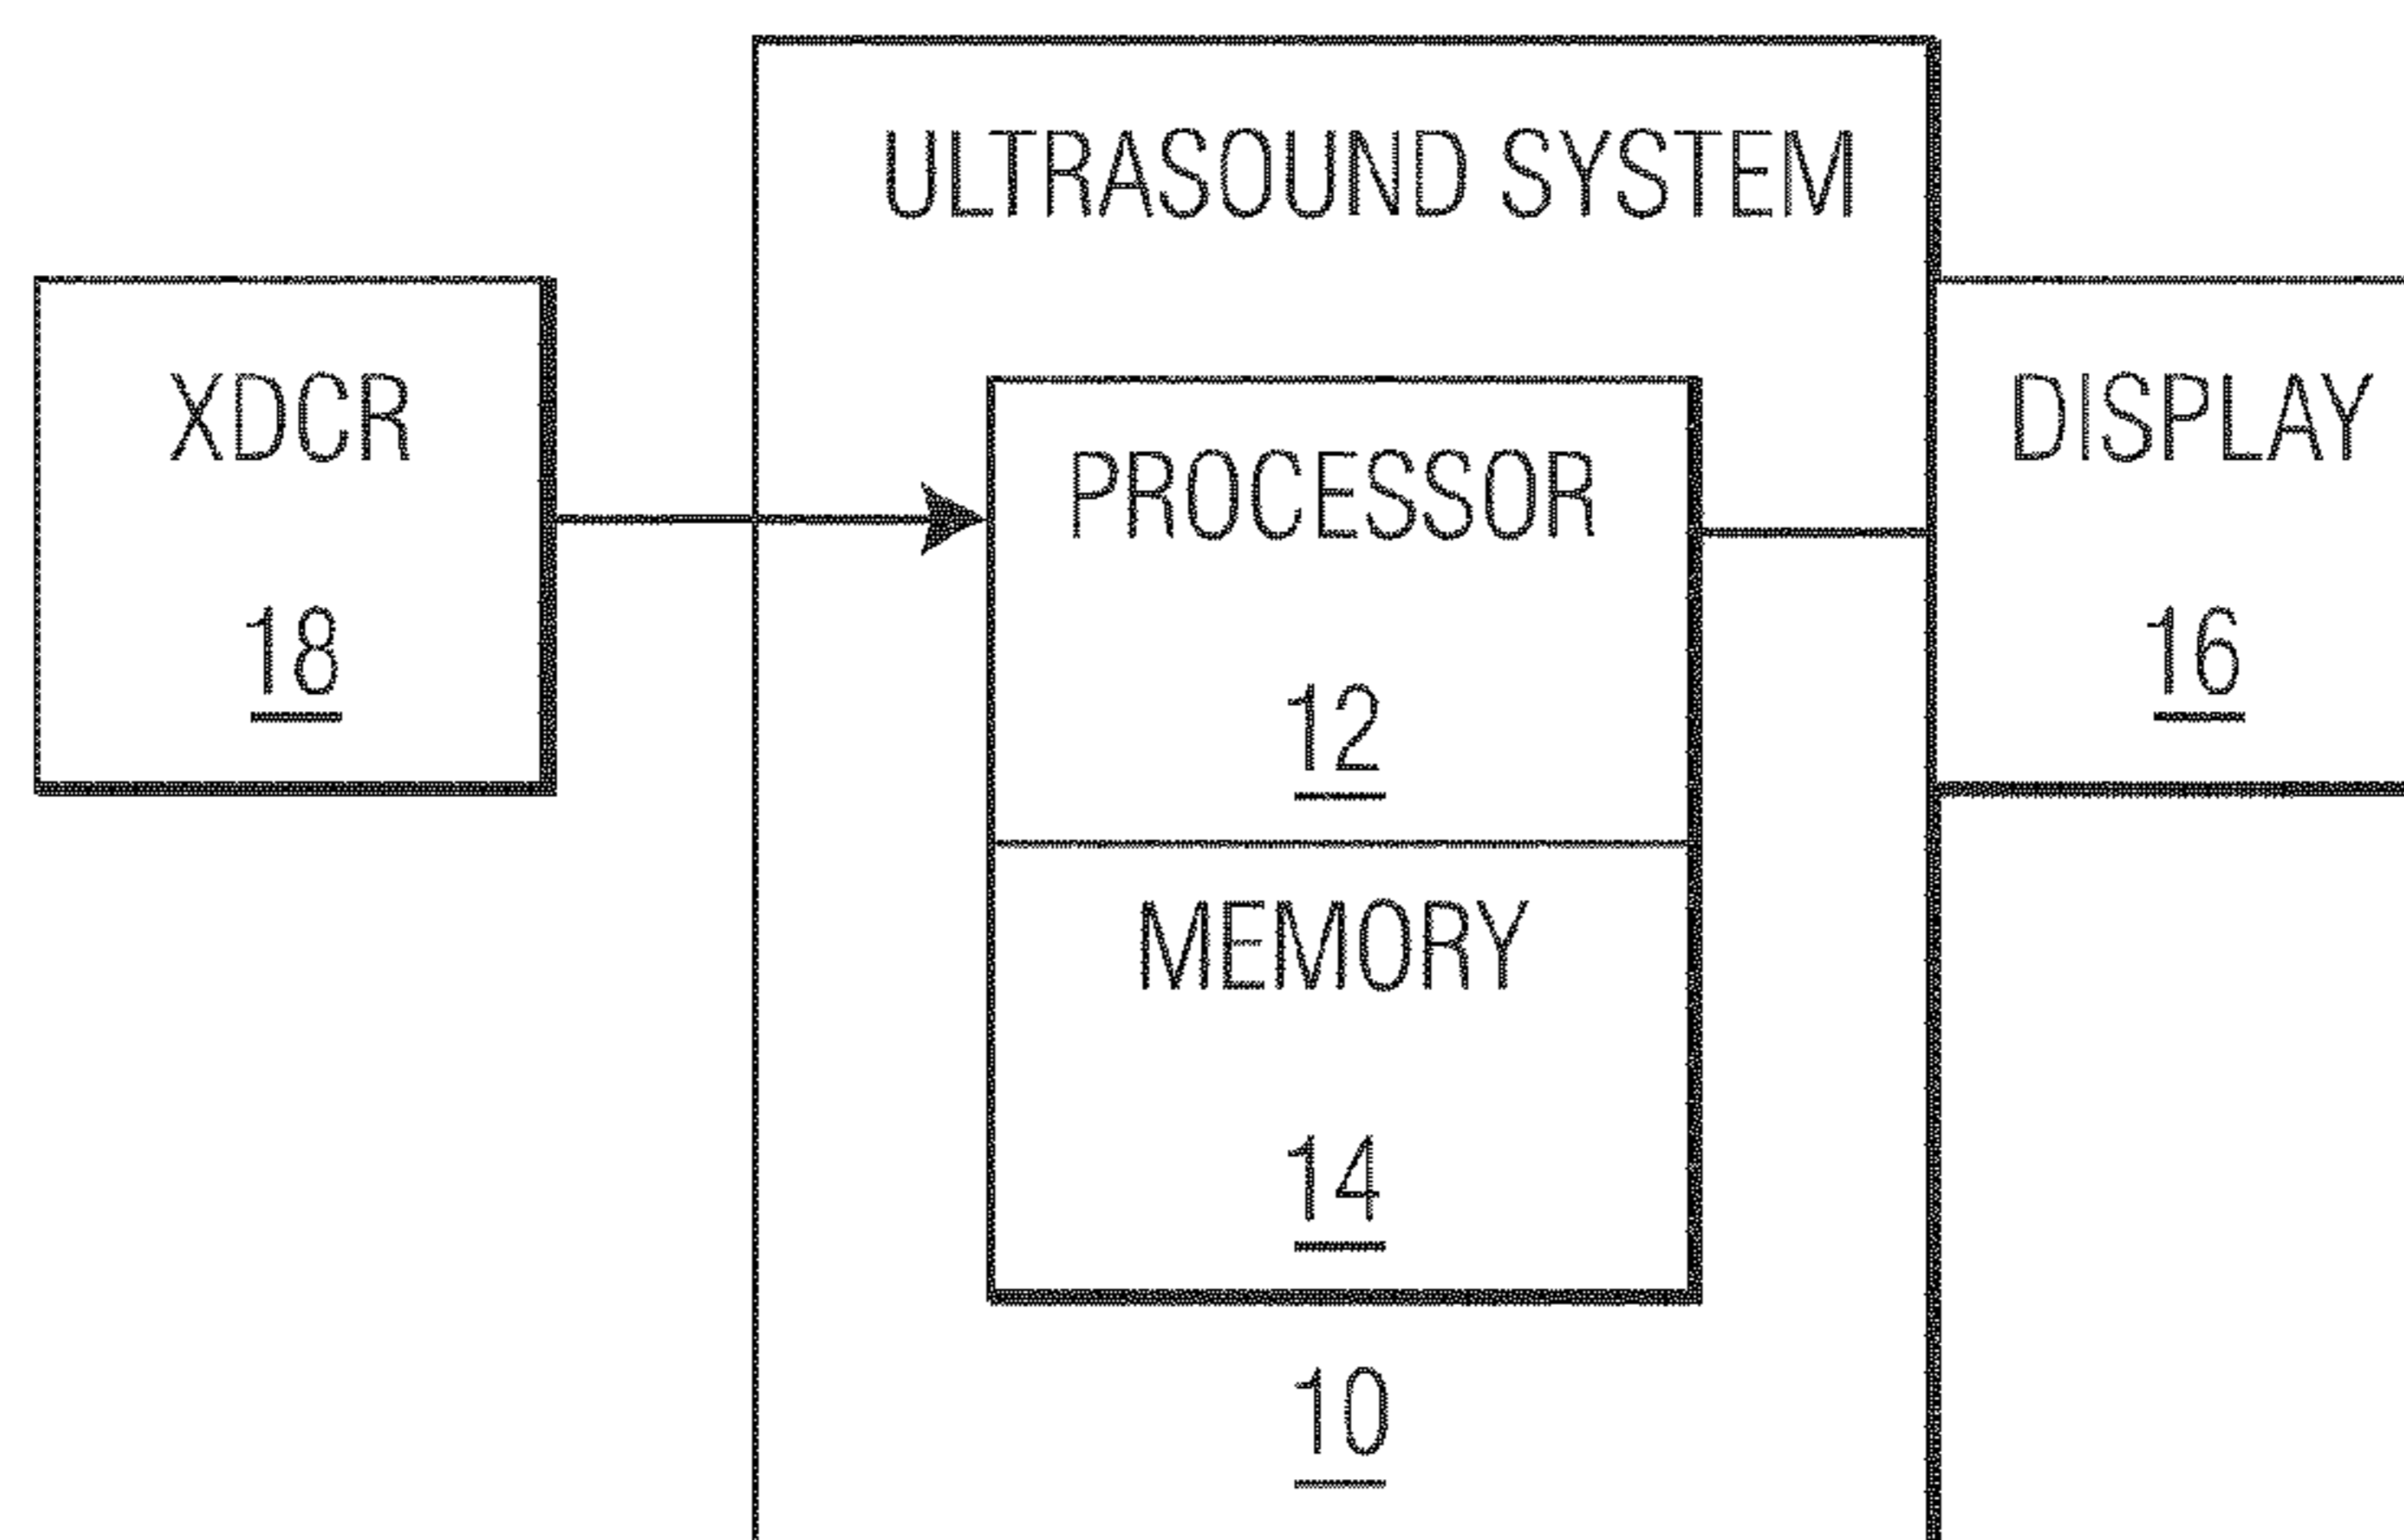 ULTRASOUND SYSTEM
XDCR
18
PROCESSOR
12
MEMORY
14
10
DISPLAY
16